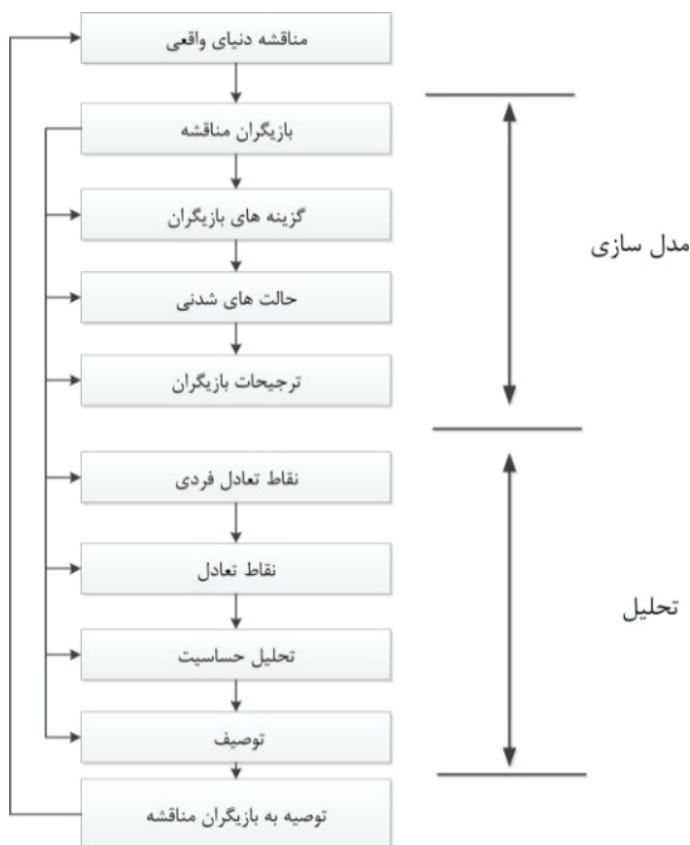 مناقشه دنیای واقعی
بازیگران مناقشه
گزینه های بازیگران
حالت های شدنی
ترجیحات بازیگران
مدل سازی
نقاط تعادل فردی
نقاط تعادل
تحلیل حساسیت
توصیف
تحلیل
توصیه به بازیگران مناقشه